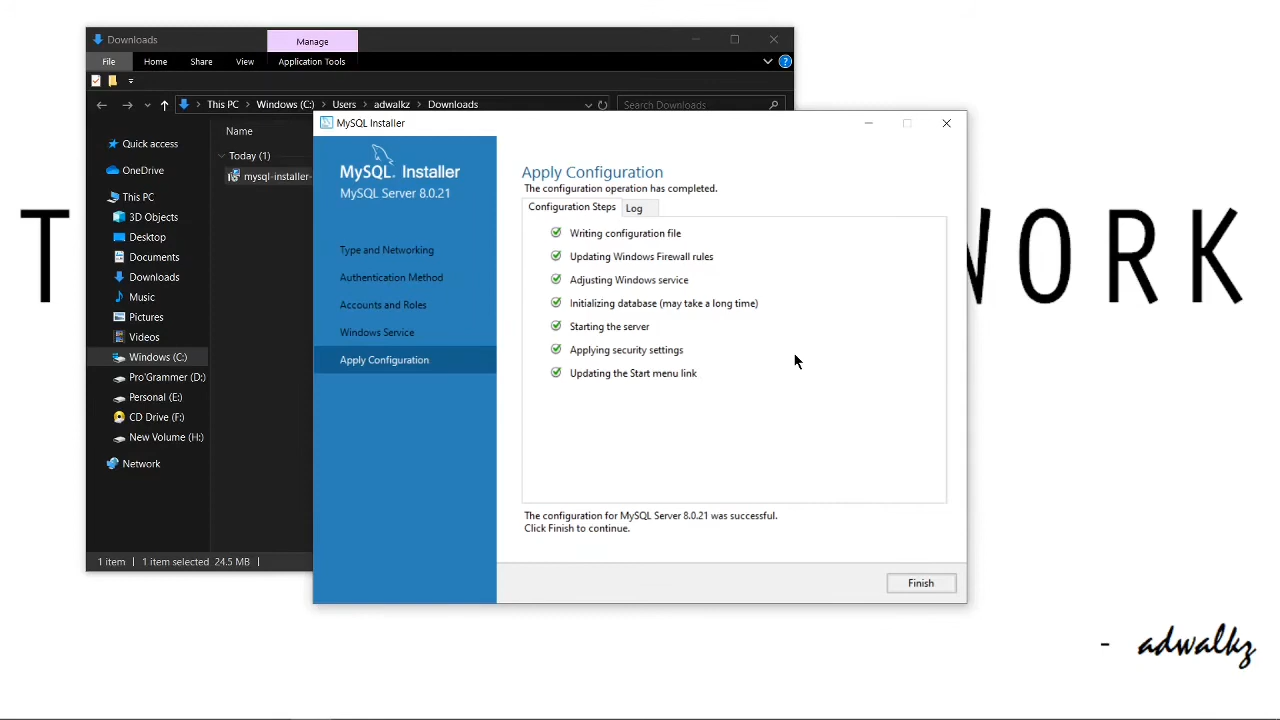 Downloads
Manage
File
Home
Share
View
Application Tools
This PC > Windows (C:) > Users > adwalkz > Downloads
Search Downloads
Quick access
OneDrive
This PC
3D Objects
Desktop
Documents
Downloads
Music
Pictures
Videos
Windows (C:)
Pro'Grammer (D:)
Personal (E:)
CD Drive (F:)
New Volume (H:)
Network
Name
Today (1)
mysql-installer-
1 item
1 item selected 24.5 MB
MySQL Installer
MySQL. Installer
MySQL Server 8.0.21
Type and Networking
Authentication Method
Accounts and Roles
Windows Service
Apply Configuration
Apply Configuration
The configuration operation has completed.
Configuration Steps
Log
Writing configuration file
Updating Windows Firewall rules
Adjusting Windows service
Initializing database (may take a long time)
Starting the server
Applying security settings
Updating the Start menu link
The configuration for MySQL Server 8.0.21 was successful.
Click Finish to continue.
Finish
T
WORK
- adwalkz